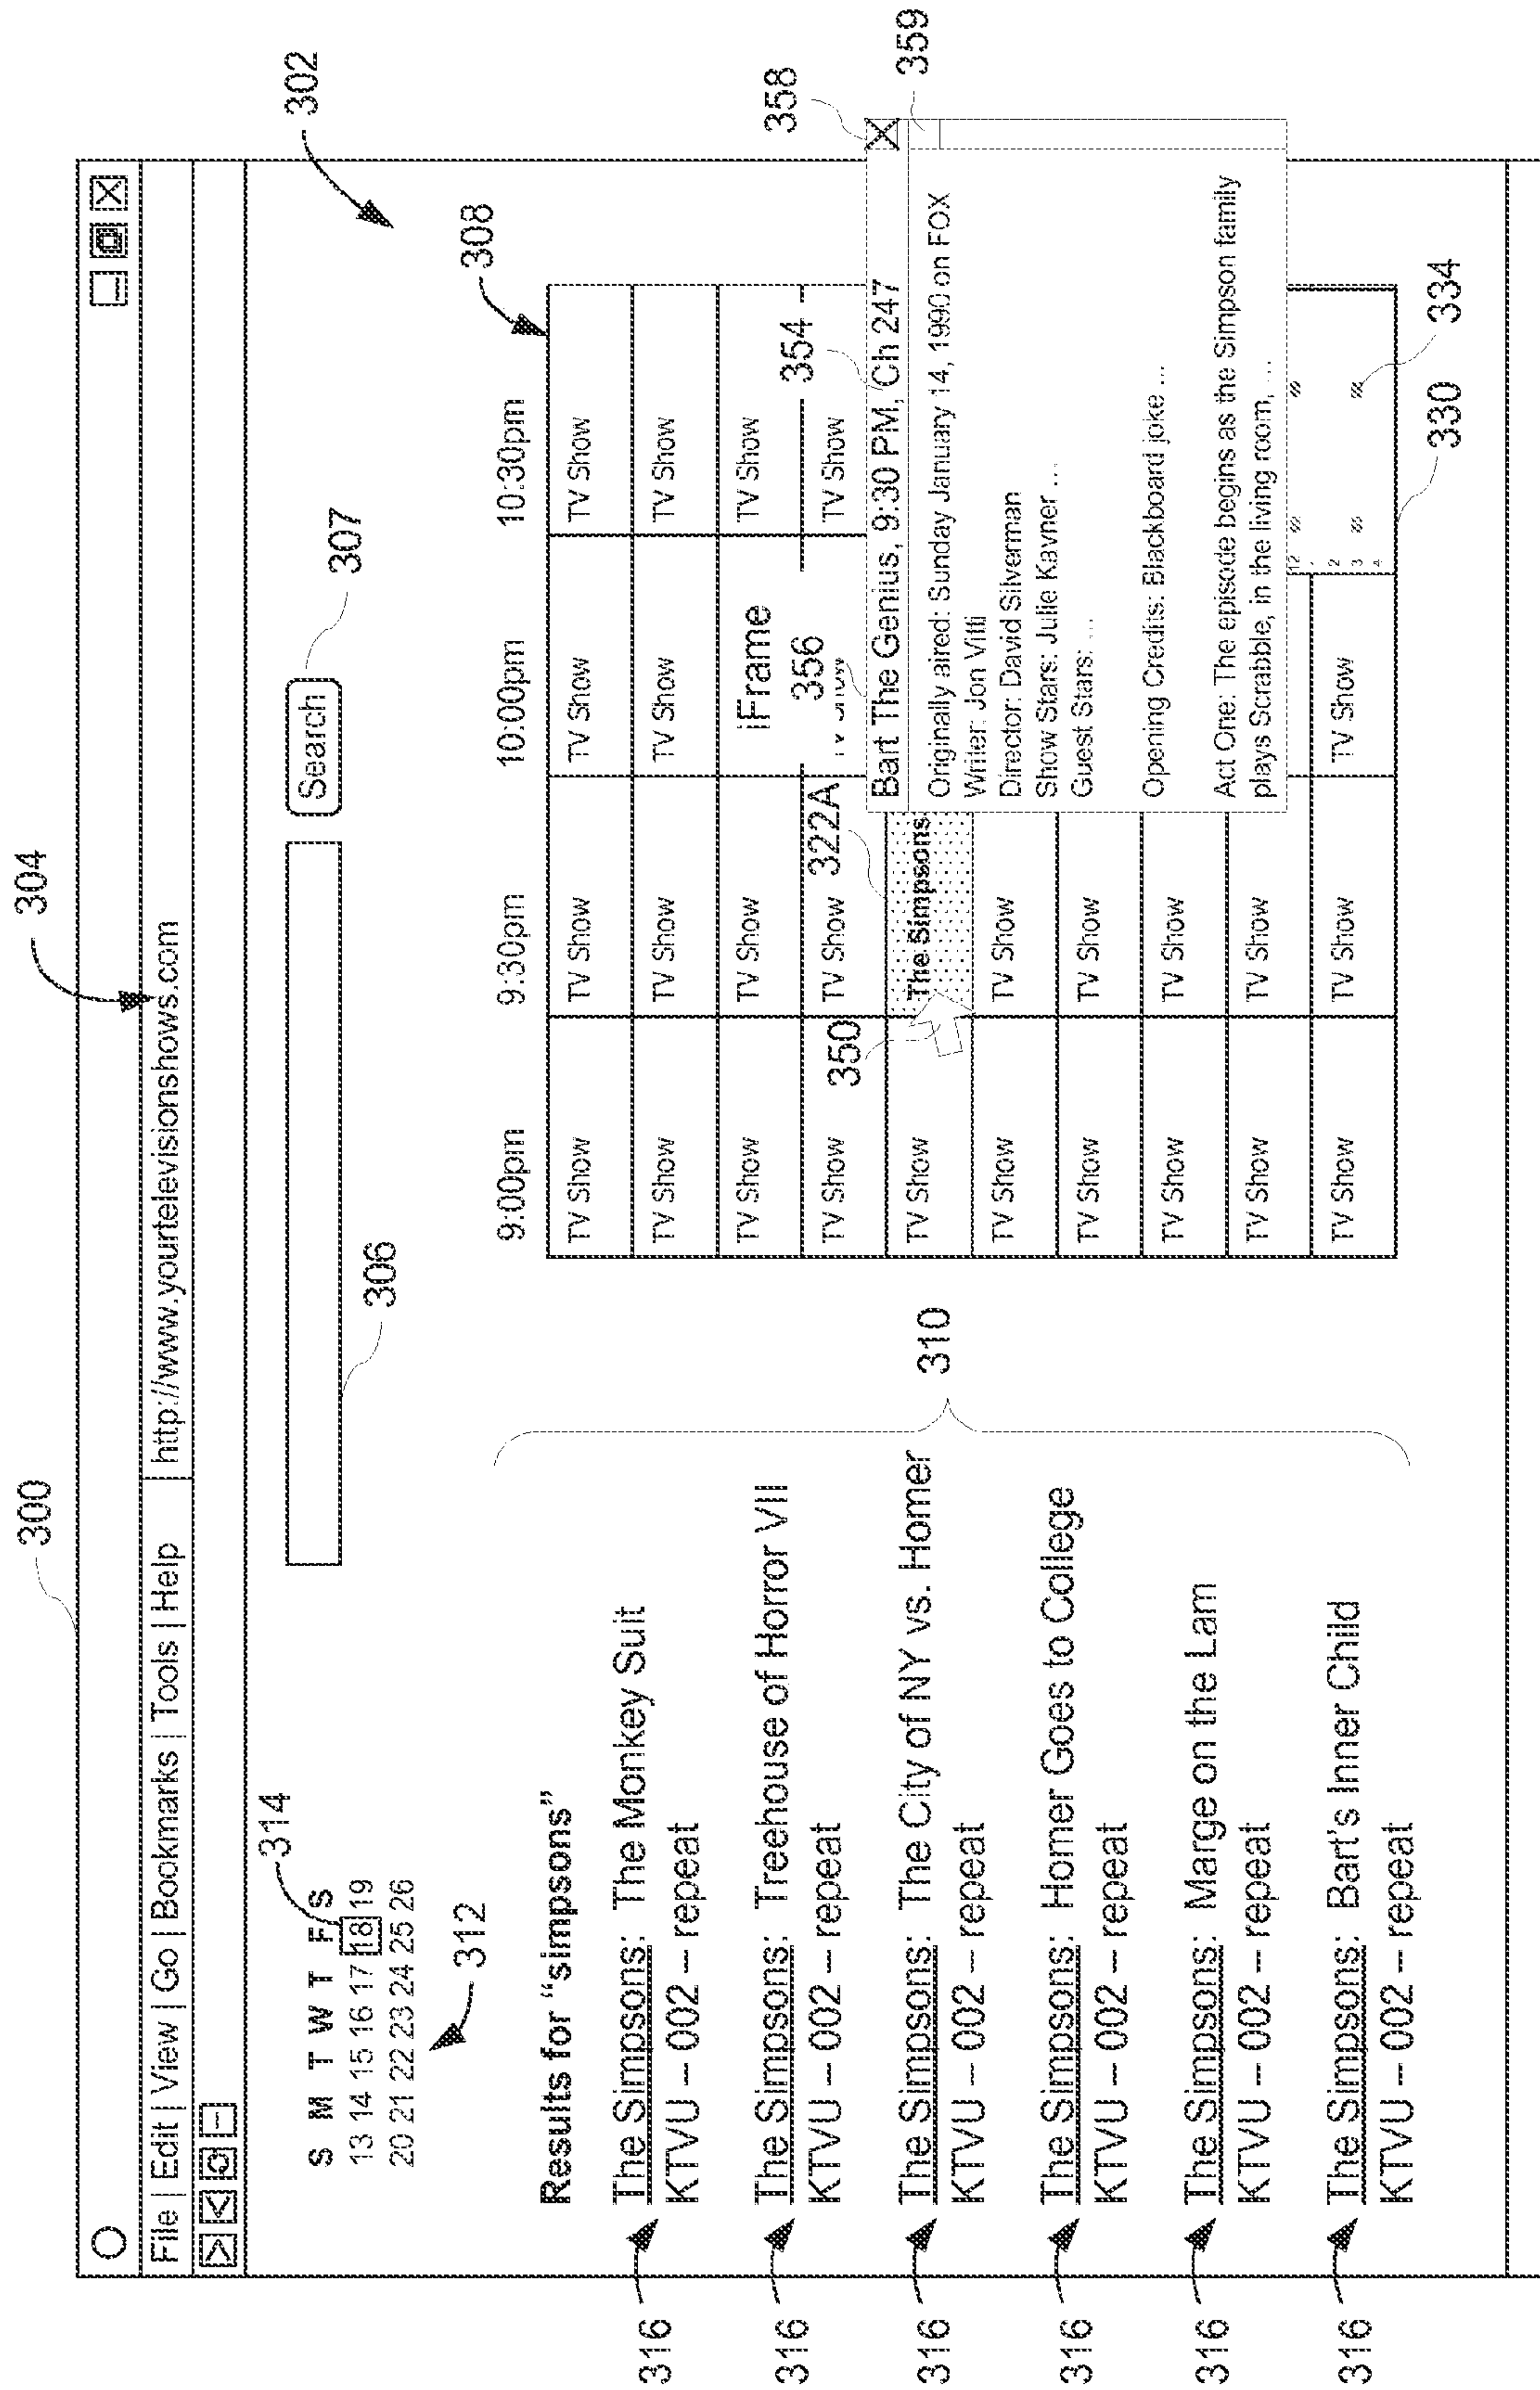 300
304
File | Edit | View | Go | Bookmarks | Tools | Help
http://www.yourtelevisionshows.com
302
S M T W T F S
13 14 15 16 17 18 19
20 21 22 23 24 25 26
314
312
306
Search
307
308
Results for “simpsons”
The Simpsons: The Monkey Suit
KTVU – 002 – repeat
The Simpsons: Treehouse of Horror VII
KTVU – 002 – repeat
The Simpsons: The City of NY vs. Homer
KTVU – 002 – repeat
The Simpsons: Homer Goes to College
KTVU – 002 – repeat
The Simpsons: Marge on the Lam
KTVU – 002 – repeat
The Simpsons: Bart's Inner Child
KTVU – 002 – repeat
316
316
316
316
316
316
310
9:00pm 9:30pm 10:00pm 10:30pm
TV Show TV Show TV Show TV Show
TV Show TV Show TV Show TV Show
TV Show TV Show iFrame TV Show
354
TV Show TV Show 322A 356 TV Show
350
TV Show The Simpsons
TV Show TV Show
TV Show TV Show
TV Show TV Show
TV Show TV Show
TV Show TV Show TV Show
358
359
Bart The Genius, 9:30 PM, Ch 247
Originally aired: Sunday January 14, 1990 on FOX
Writer: Jon Vitti
Director: David Silverman
Show Stars: Julie Kavner ...
Guest Stars: ...
Opening Credits: Blackboard joke ...
Act One: The episode begins as the Simpson family
plays Scrabble, in the living room, ...
12
1
2
3
4
334
330